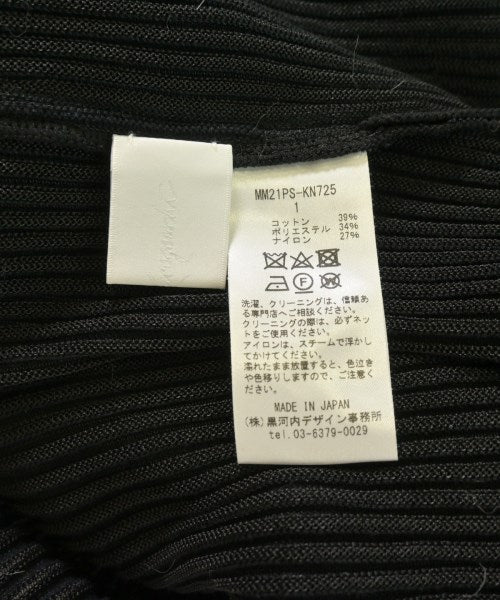 MM21PS-KN725
1
コットン 39%
ポリエステル 34%
ナイロン 27%
洗濯、クリーニングは、信頼あ
る専門店へご相談ください。
クリーニングの際は、必ずネッ
トをご使用ください。
アイロンは、スチームで浮かし
てかけてください。
濡れたまま放置すると、色泣き
や色移りしますので、ご注意く
ださい。
MADE IN JAPAN
(株)黒河内デザイン事務所
tel.03-6379-0029